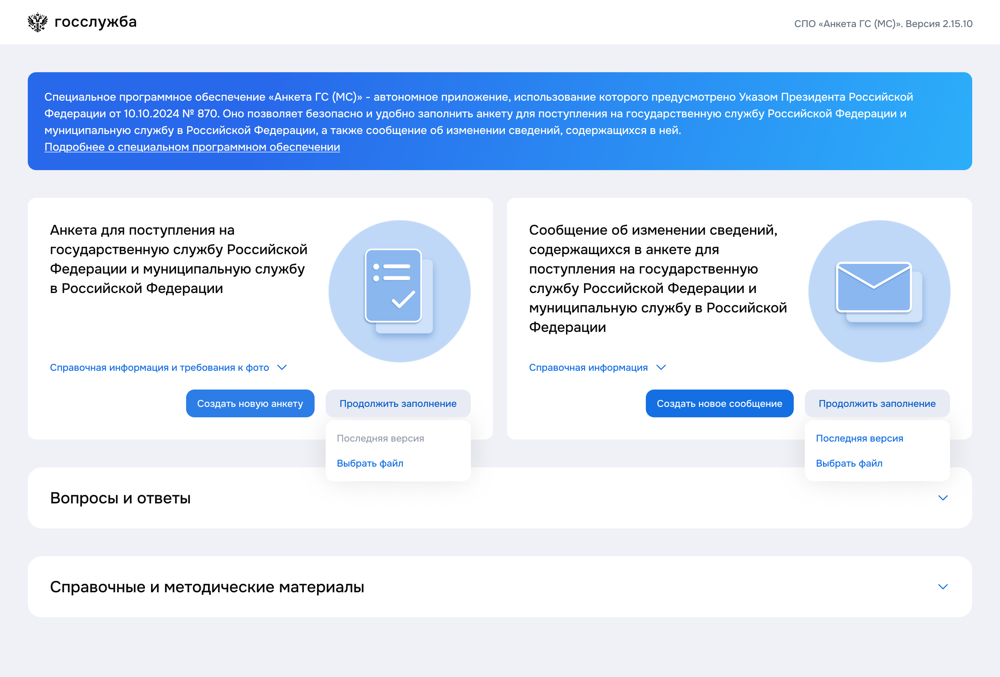 госслужба
СПО «Анкета ГС (МС)». Версия 2.15.10
Специальное программное обеспечение «Анкета ГС (МС)» - автономное приложение, использование которого предусмотрено Указом Президента Российской
Федерации от 10.10.2024 № 870. Оно позволяет безопасно и удобно заполнить анкету для поступления на государственную службу Российской Федерации и
муниципальную службу в Российской Федерации, а также сообщение об изменении сведений, содержащихся в ней.
Подробнее о специальном программном обеспечении
Анкета для поступления на
государственную службу Российской
Федерации и муниципальную службу
в Российской Федерации
Справочная информация и требования к фото
Создать новую анкету
Продолжить заполнение
Последняя версия
Выбрать файл
Сообщение об изменении сведений,
содержащихся в анкете для
поступления на государственную
службу Российской Федерации и
муниципальную службу в Российской
Федерации
Справочная информация
Создать новое сообщение
Продолжить заполнение
Последняя версия
Выбрать файл
Вопросы и ответы
Справочные и методические материалы